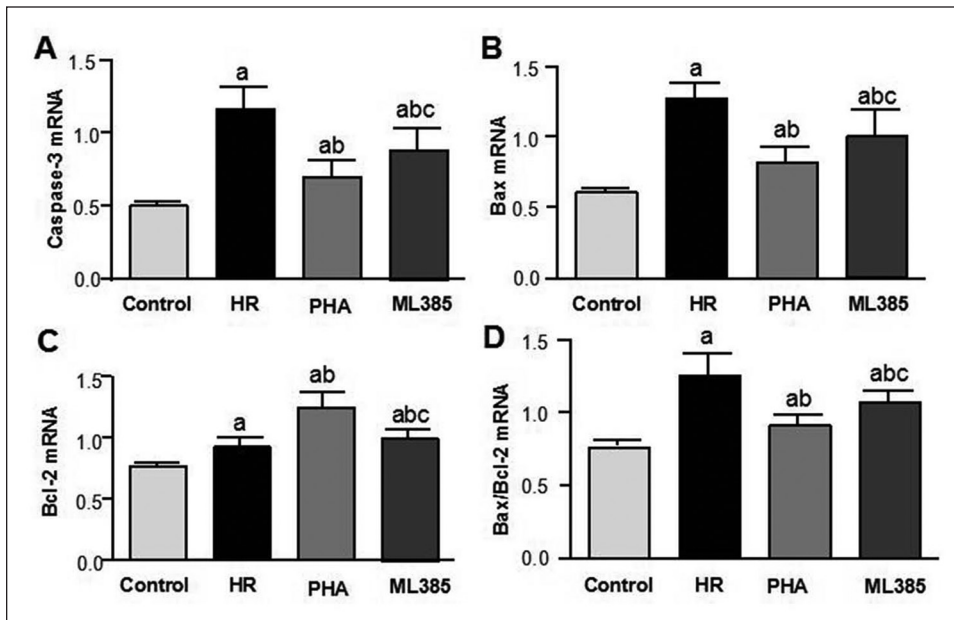 A
Caspase-3 mRNA
1.5
1.0
0.5
0.0
a
ab
abc
Control HR PHA ML385
B
Bax mRNA
1.5
1.0
0.5
0.0
a
ab
abc
Control HR PHA ML385
C
Bcl-2 mRNA
1.5
1.0
0.5
0.0
a
ab
abc
Control HR PHA ML385
D
Bax/Bcl-2 mRNA
1.5
1.0
0.5
0.0
a
ab
abc
Control HR PHA ML385